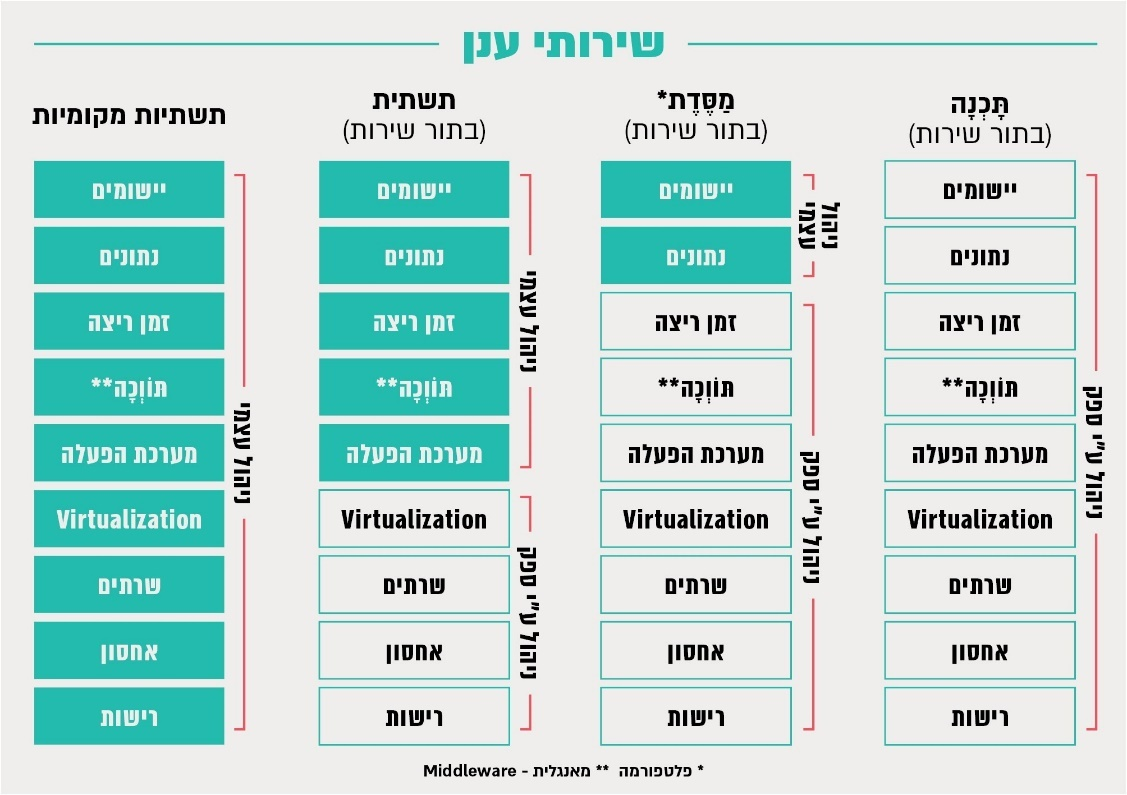 שירותי ענן
תָּכְנָה
(בתור שירות)
יישומים
נתונים
זמן ריצה
תּוֹוְכָה**
מערכת הפעלה
Virtualization
שרתים
אחסון
רישות
ניהול ע"י ספק
מַסֶּדֶת*
(בתור שירות)
יישומים
נתונים
זמן ריצה
תּוֹוְכָה**
מערכת הפעלה
Virtualization
שרתים
אחסון
רישות
ניהול
עצמי
ניהול ע"י ספק
תשתית
(בתור שירות)
יישומים
נתונים
זמן ריצה
תּוֹוְכָה**
מערכת הפעלה
Virtualization
שרתים
אחסון
רישות
ניהול עצמי
ניהול ע"י ספק
תשתיות מקומיות
יישומים
נתונים
זמן ריצה
תּוֹוְכָה**
מערכת הפעלה
Virtualization
שרתים
אחסון
רישות
ניהול עצמי
* פלטפורמה ** מאנגלית - Middleware